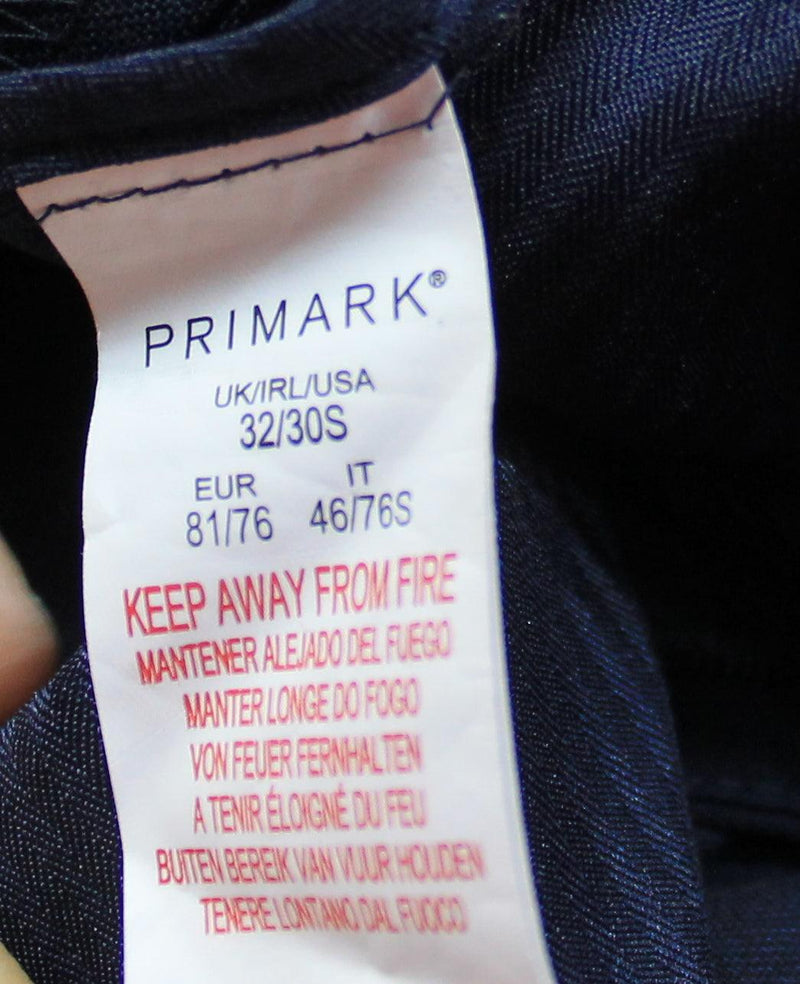 PRIMARK®
UK/IRL/USA
32/30S
EUR IT
81/76 46/76S
KEEP AWAY FROM FIRE
MANTENER ALEJADO DEL FUEGO
MANTER LONGE DO FOGO
VON FEUER FERNHALTEN
A TENIR ÉLOIGNÉ DU FEU
BUITEN BEREIK VAN VUUR HOUDEN
TENERE LONTANO DAL FUOCO